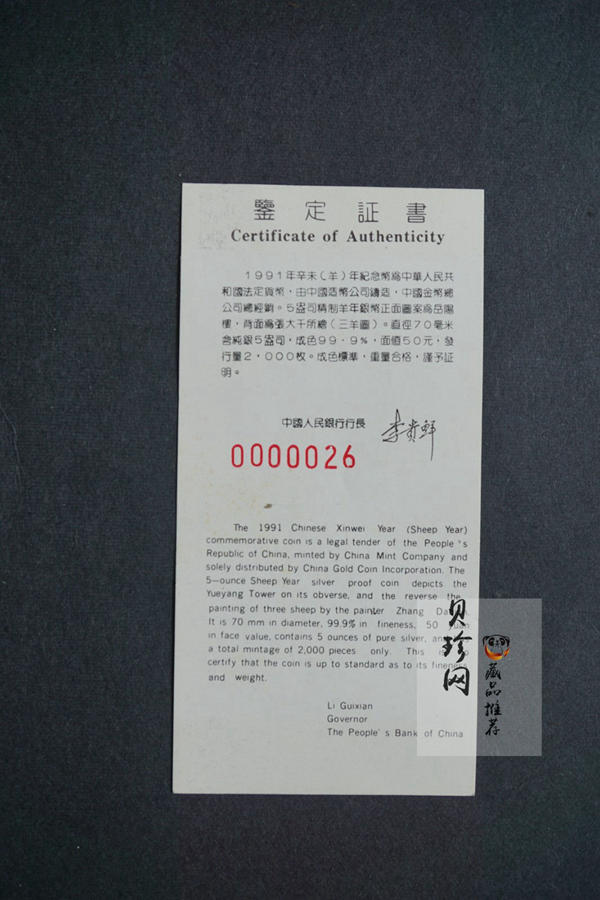 鑒定証書
Certificate of Authenticity
1991年辛未(羊)年紀念幣爲中華人民共
和國法定貨幣，由中國造幣公司鑄造，中國金幣總
公司總經銷。5盎司精制羊年銀幣正面圖案爲岳陽
樓，背面爲張大千所繪(三羊圖)。直徑70毫米
含純銀5盎司，成色99·9%，面值50元，發
行量2，000枚。成色標準，重量合格，謹予証
明。
中國人民銀行行長 李貴鮮
0000026
The 1991 Chinese Xinwei Year (Sheep Year)
commemorative coin is a legal tender of the People's
Republic of China, minted by China Mint Company and
solely distributed by China Gold Coin Incorporation. The
5-ounce Sheep Year silver proof coin depicts the
Yueyang Tower on its obverse, and the reverse the
painting of three sheep by the painter Zhang
It is 70 mm in diameter, 99.9% in fineness, 50 yuan
in face value, contains 5 ounces of pure silver,
a total mintage of 2,000 pieces only. This
certify that the coin is up to standard as to its fineness
and weight.
Li Guixian
Governor
The People's Bank of China
贝珍网
藏品推荐